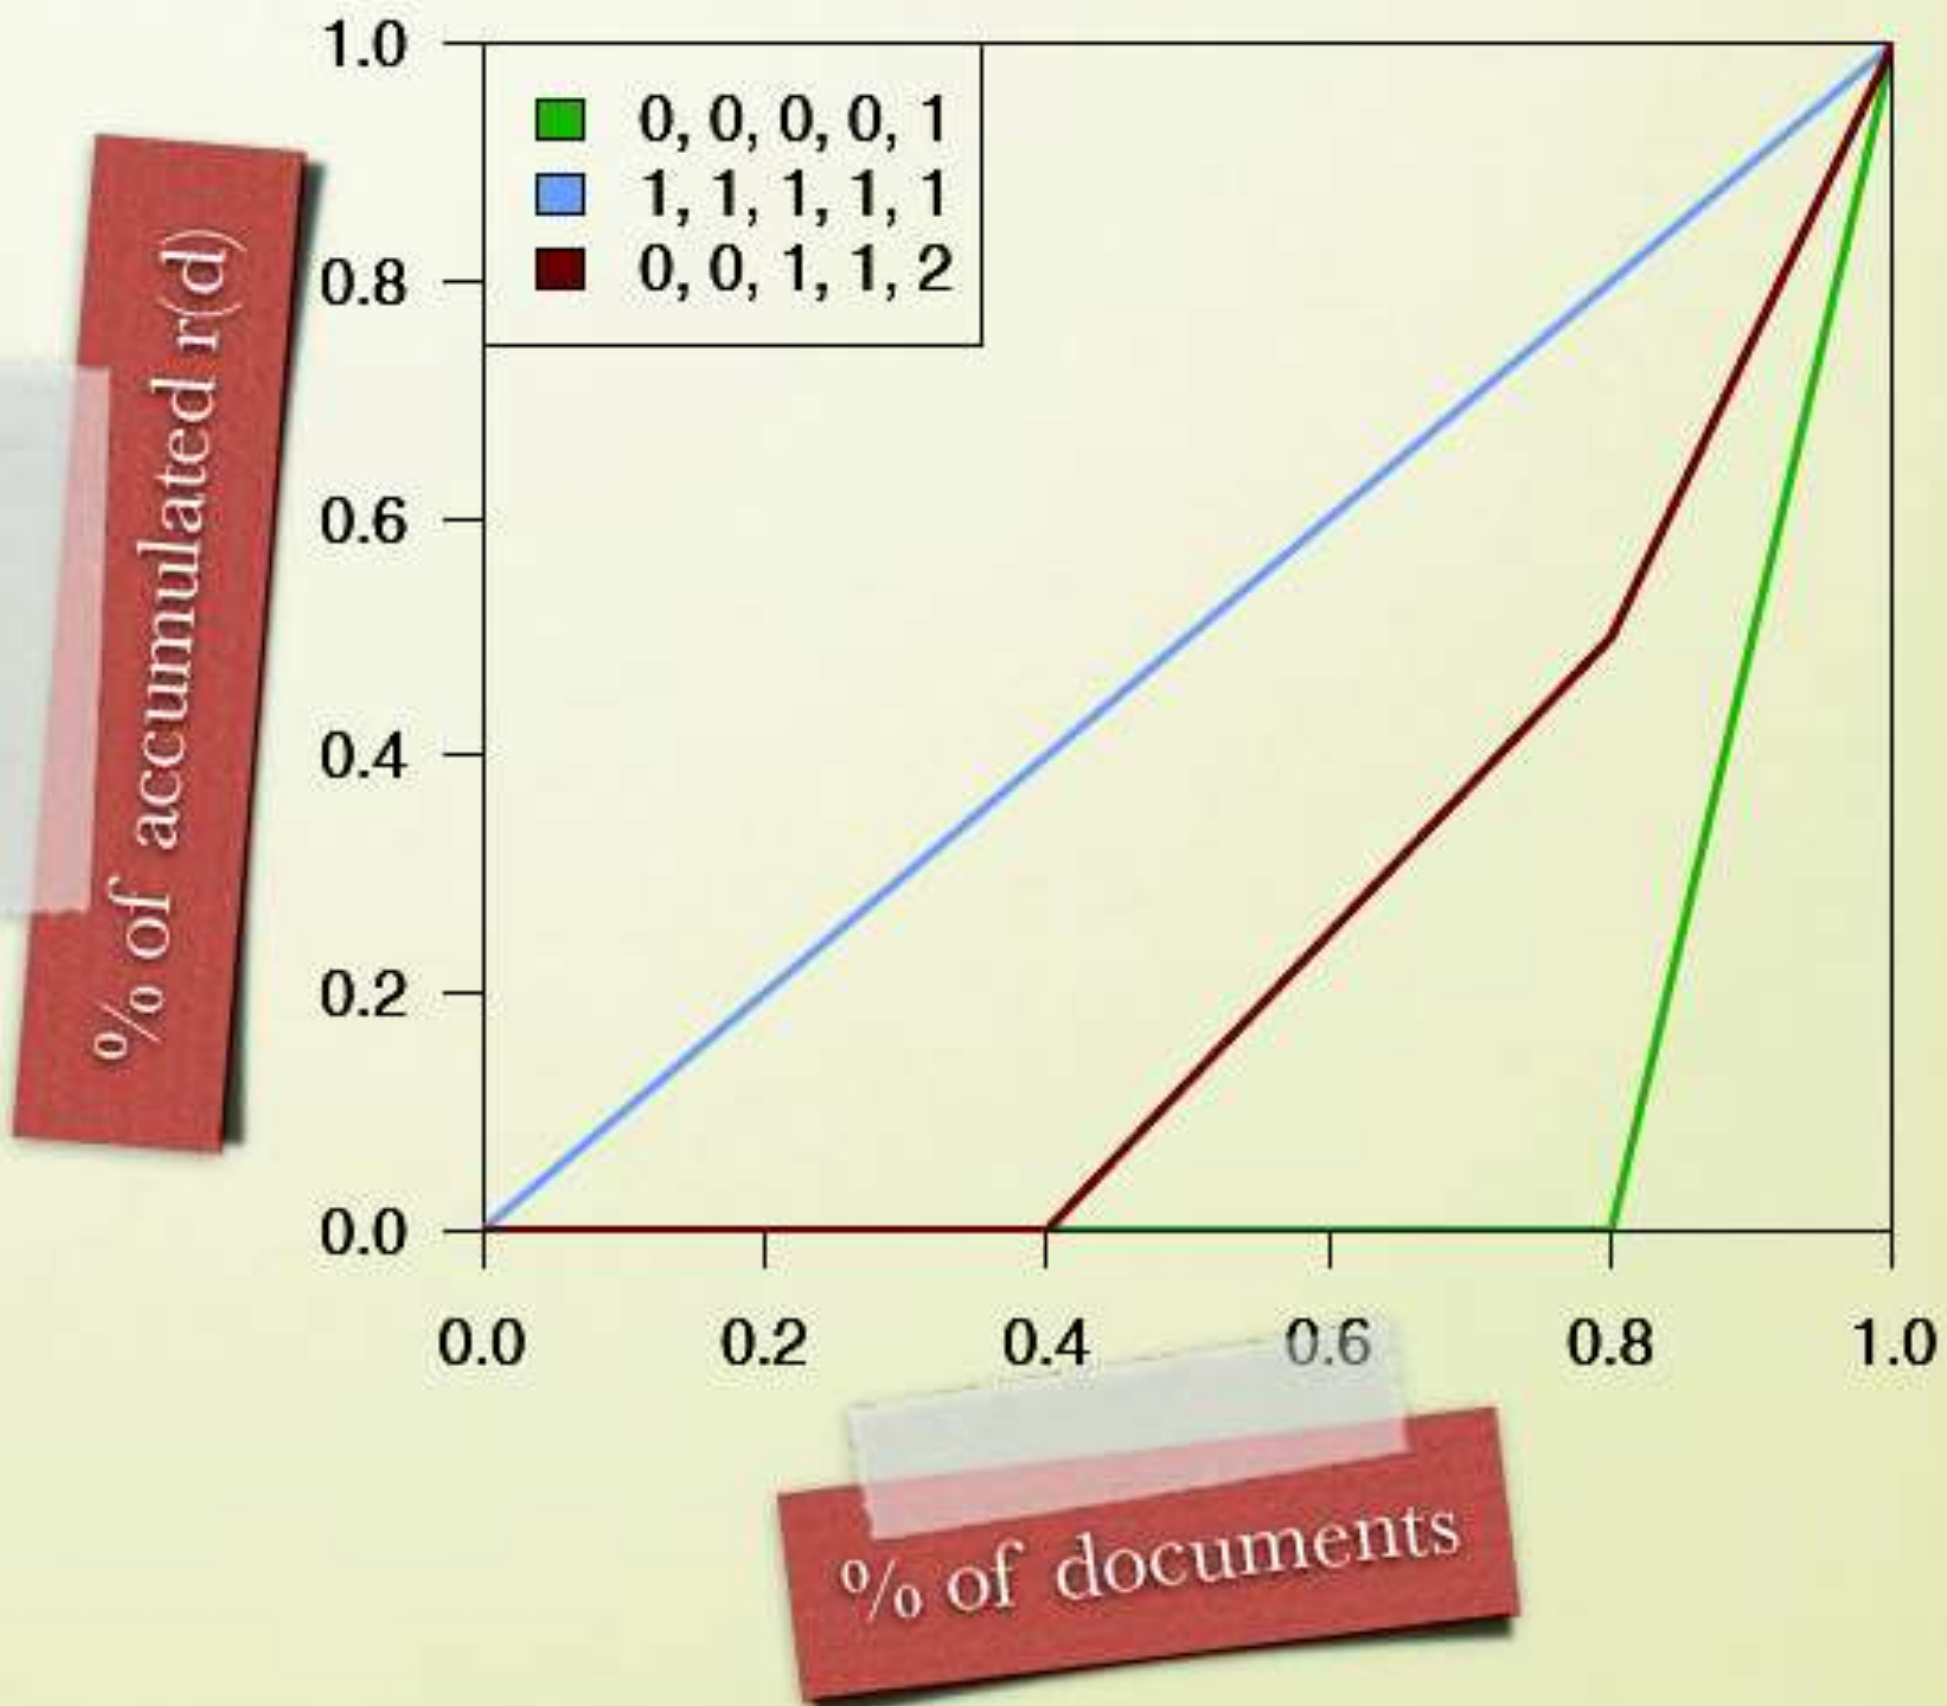 1.0
0, 0, 0, 0, 1
1, 1, 1, 1, 1
0, 0, 1, 1, 2
0.8
0.6
0.4
0.2
0.0
% of accumulated r(d)
0.0 0.2 0.4 0.6 0.8 1.0
% of documents